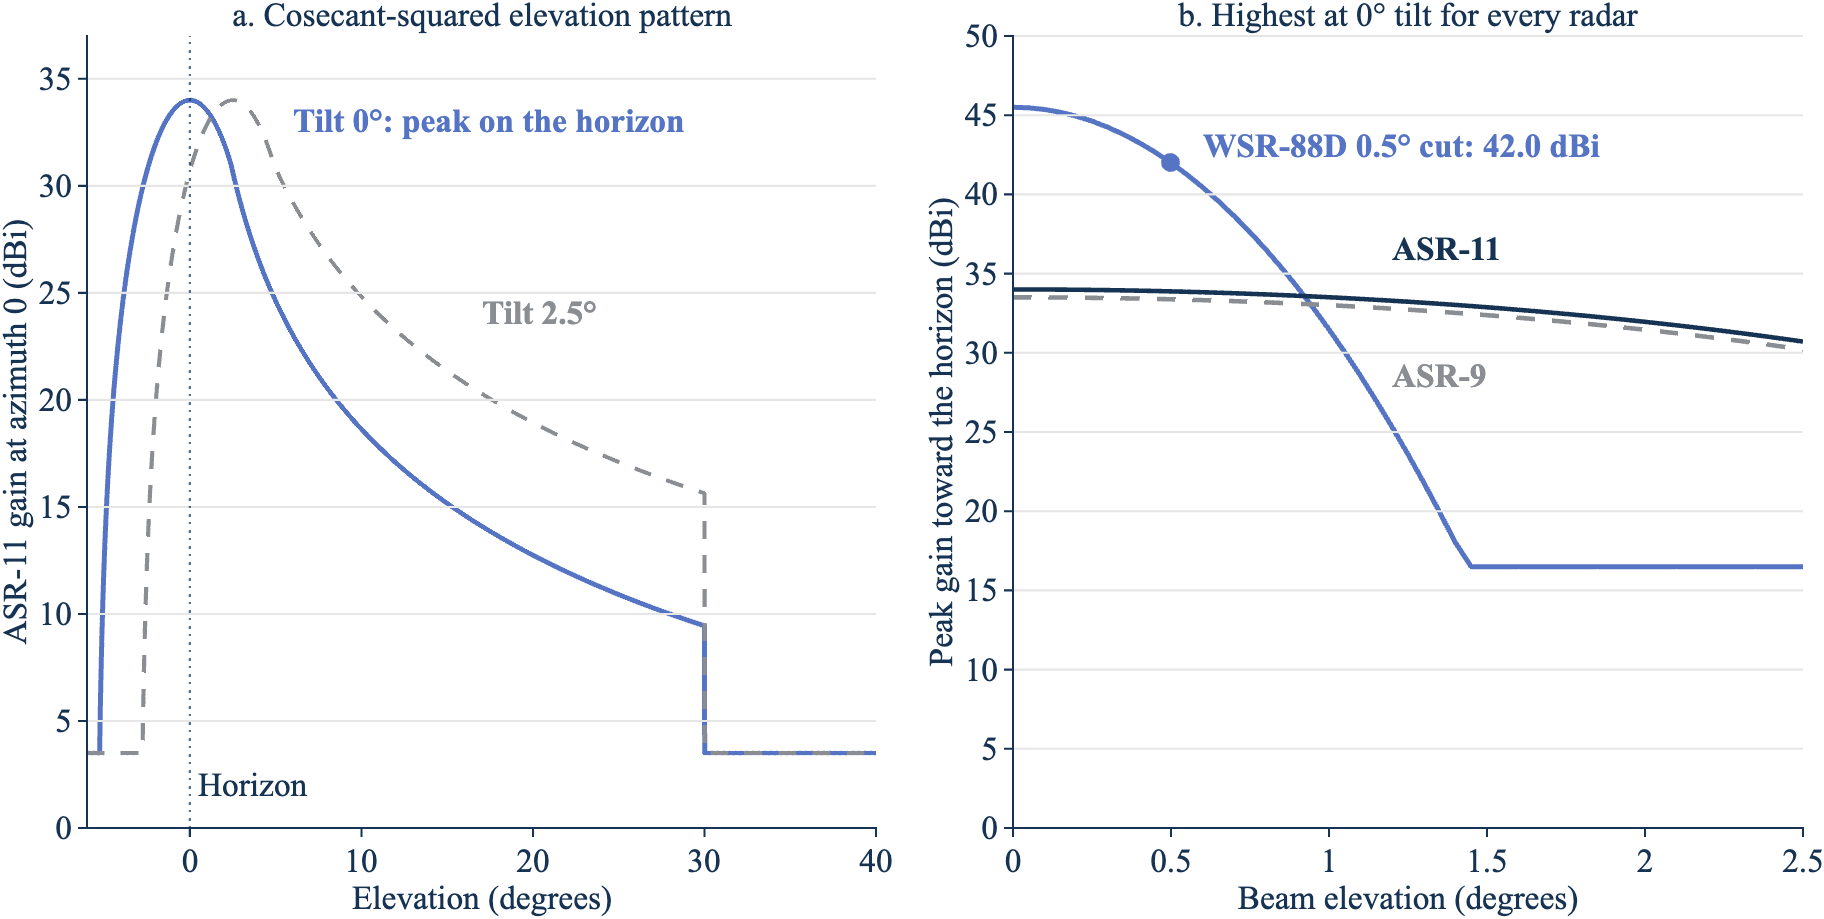 a. Cosecant-squared elevation pattern
35
30
25
20
15
10
5
0
ASR-11 gain at azimuth 0 (dBi)
Tilt 0°: peak on the horizon
Tilt 2.5°
Horizon
0
10
20
30
40
Elevation (degrees)
b. Highest at 0° tilt for every radar
50
45
40
35
30
25
20
15
10
5
0
Peak gain toward the horizon (dBi)
WSR-88D 0.5° cut: 42.0 dBi
ASR-11
ASR-9
0
0.5
1
1.5
2
2.5
Beam elevation (degrees)